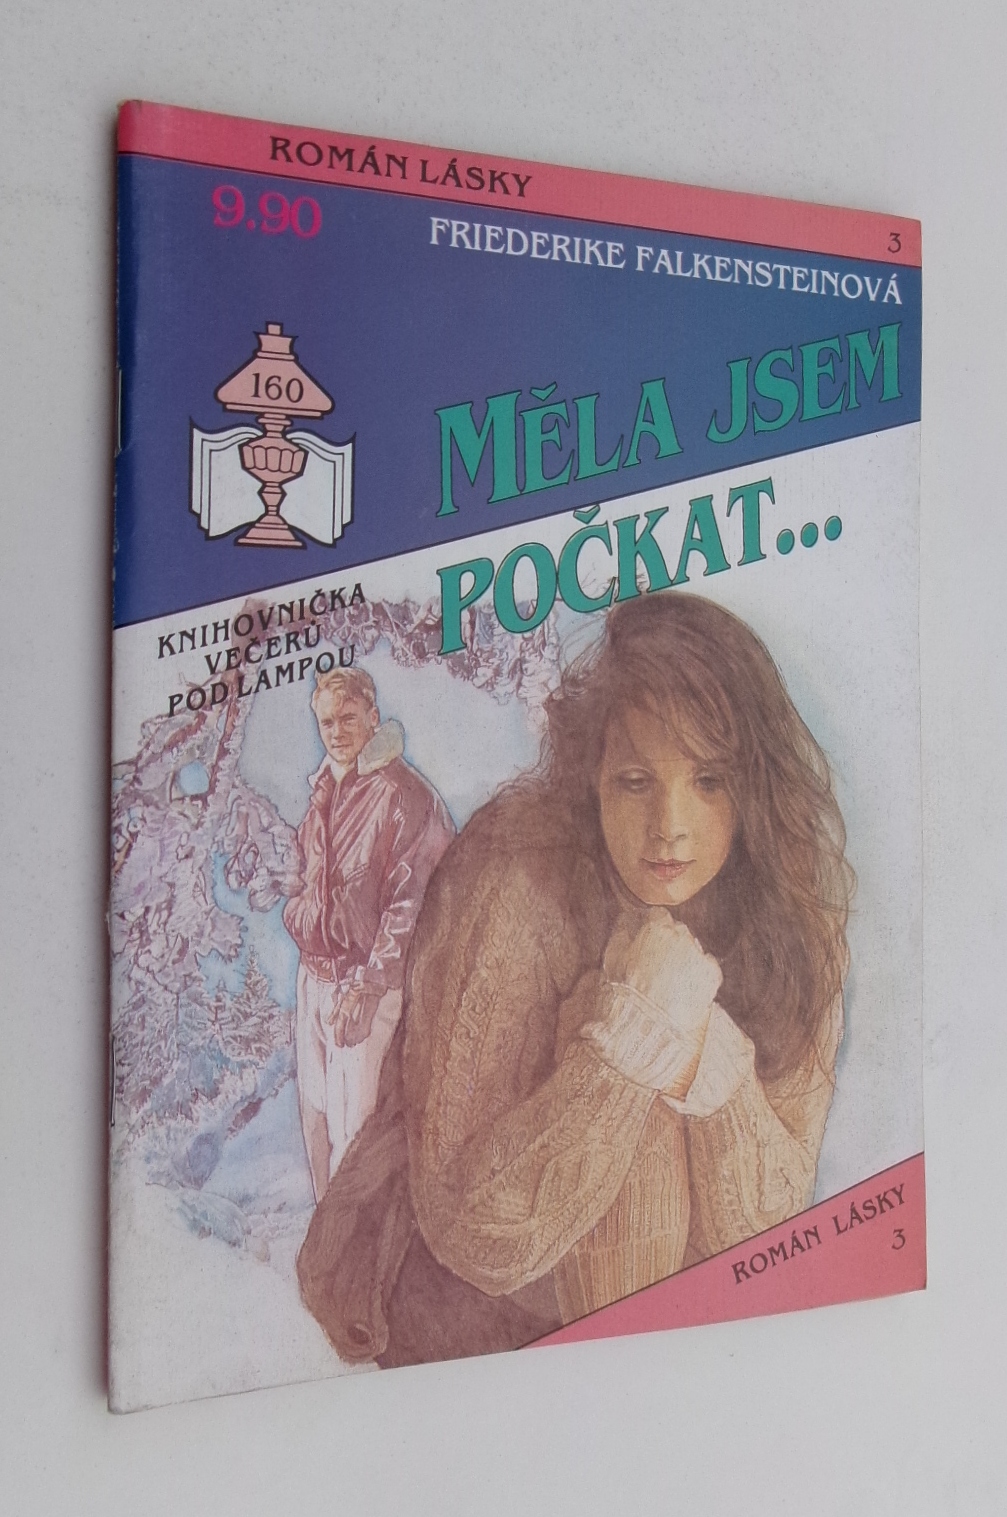 ROMÁN LÁSKY
3
9.90
FRIEDERIKE FALKENSTEINOVÁ
160
MĚLA JSEM
POČKAT...
KNIHOVNIČKA
VEČERŮ
POD LAMPOU
ROMÁN LÁSKY
3